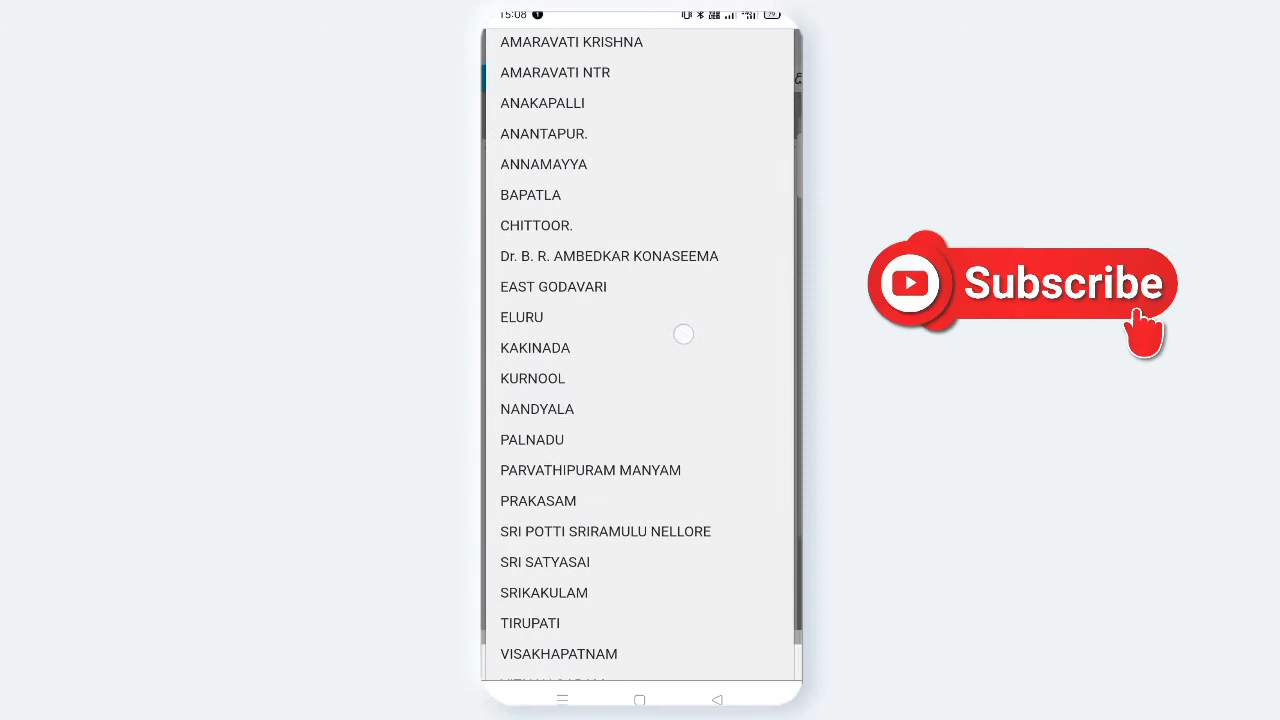 15:08
AMARAVATI KRISHNA
AMARAVATI NTR
ANAKAPALLI
ANANTAPUR.
ANNAMAYYA
BAPATLA
CHITTOOR.
Dr. B. R. AMBEDKAR KONASEEMA
EAST GODAVARI
ELURU
KAKINADA
KURNOOL
NANDYALA
PALNADU
PARVATHIPURAM MANYAM
PRAKASAM
SRI POTTI SRIRAMULU NELLORE
SRI SATYASAI
SRIKAKULAM
TIRUPATI
VISAKHAPATNAM
Subscribe